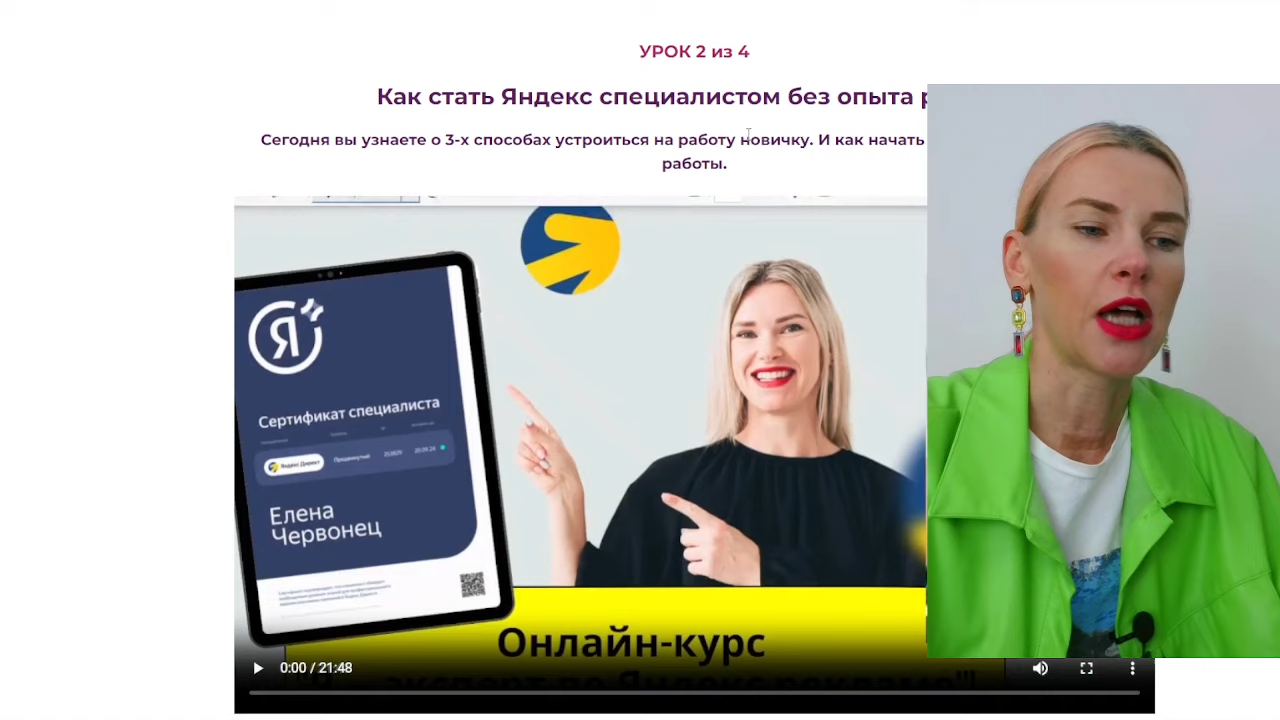 УРОК 2 из 4
Как стать Яндекс специалистом без опыта
Сегодня вы узнаете о 3-х способах устроиться на работу новичку. И как начать
работы.
Я
Сертификат специалиста
Яндекс Директ
Продвинутый
Елена
Червонец
Онлайн-курс
0:00 / 21:48